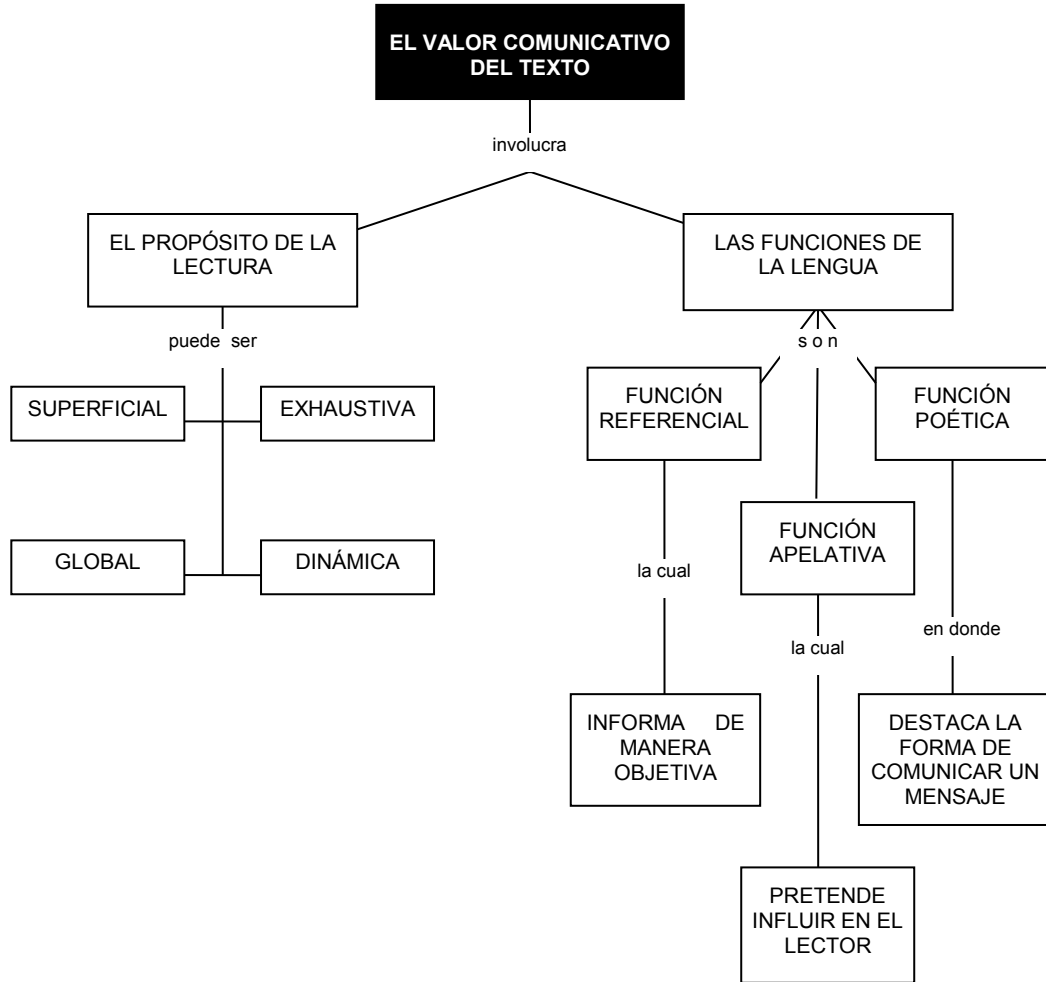 EL VALOR COMUNICATIVO
DEL TEXTO
involucra
EL PROPÓSITO DE LA
LECTURA
LAS FUNCIONES DE
LA LENGUA
puede ser
s o n
SUPERFICIAL
EXHAUSTIVA
GLOBAL
DINÁMICA
FUNCIÓN
REFERENCIAL
FUNCIÓN
POÉTICA
FUNCIÓN
APELATIVA
la cual
la cual
en donde
INFORMA DE
MANERA
OBJETIVA
DESTACA LA
FORMA DE
COMUNICAR UN
MENSAJE
PRETENDE
INFLUIR EN EL
LECTOR